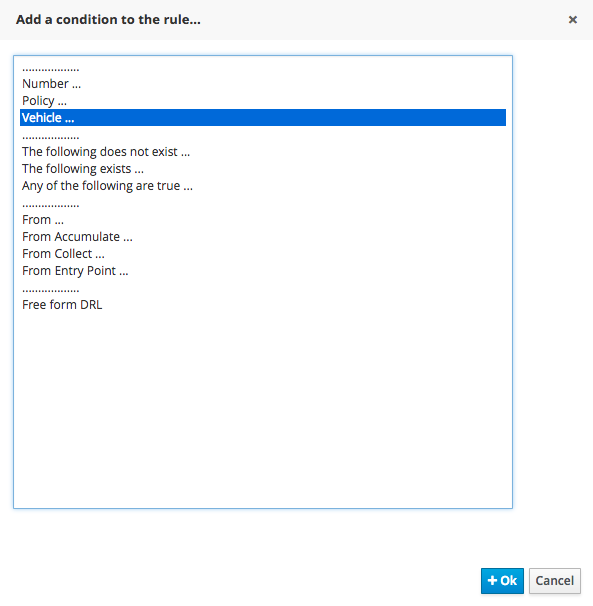 Add a condition to the rule...
×
..................
Number ...
Policy ...
Vehicle ...
..................
The following does not exist ...
The following exists ...
Any of the following are true ...
..................
From ...
From Accumulate ...
From Collect ...
From Entry Point ...
..................
Free form DRL
+ Ok
Cancel